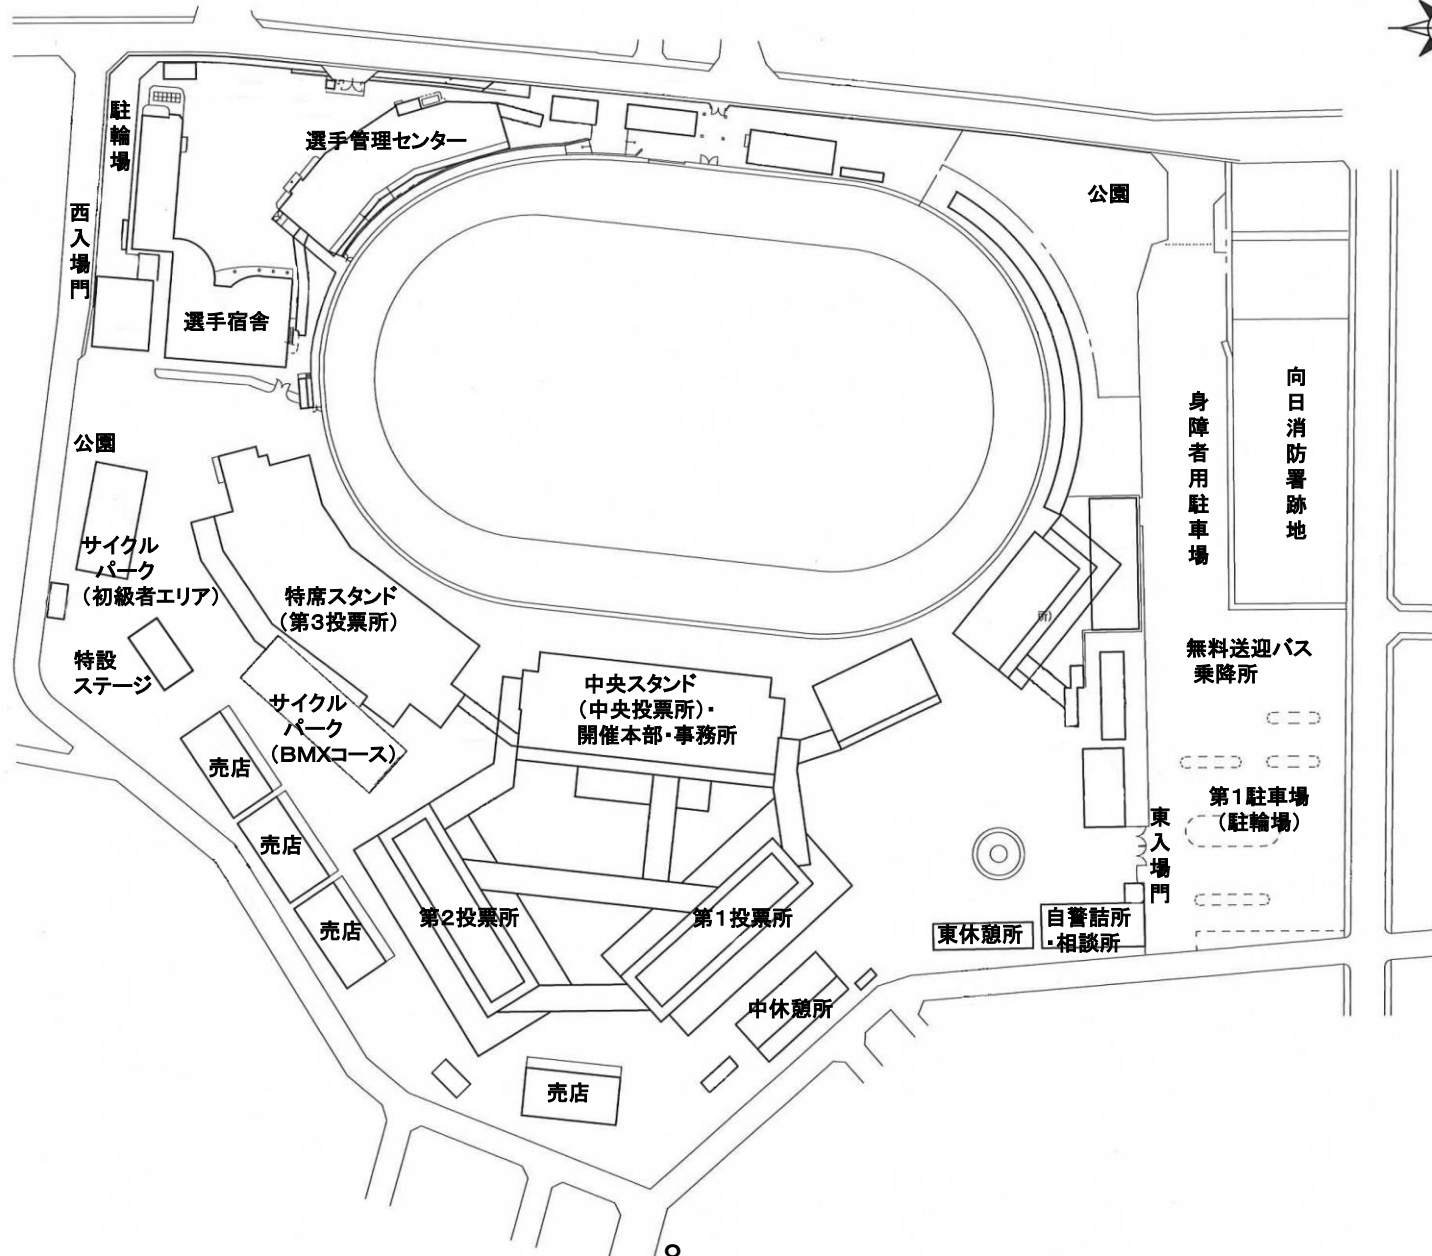 駐輪場
選手管理センター
公園
西入場門
選手宿舎
向日消防署跡地
身障者用駐車場
公園
サイクル
パーク
（初級者エリア）
特席スタンド
（第3投票所）
所）
特設
ステージ
無料送迎バス
乗降所
中央スタンド
（中央投票所）・
開催本部・事務所
サイクル
パーク
（BMXコース）
売店
第1駐車場
（駐輪場）
東入場門
売店
売店
第2投票所
第1投票所
東休憩所
自警詰所
・相談所
中休憩所
売店